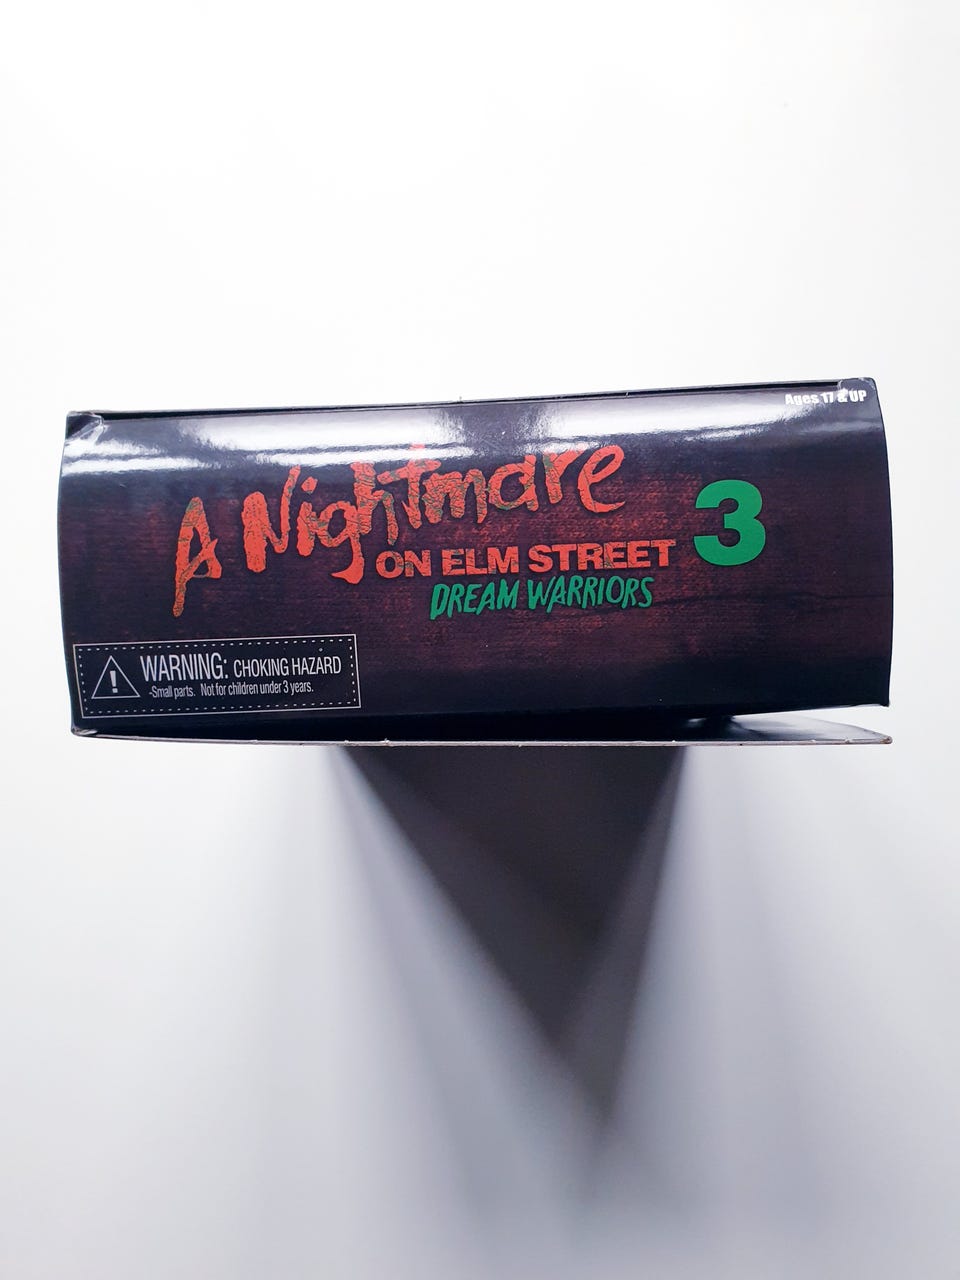 Ages 17 & UP
A Nightmare
ON ELM STREET 3
DREAM WARRIORS
WARNING: CHOKING HAZARD
-Small parts. Not for children under 3 years.